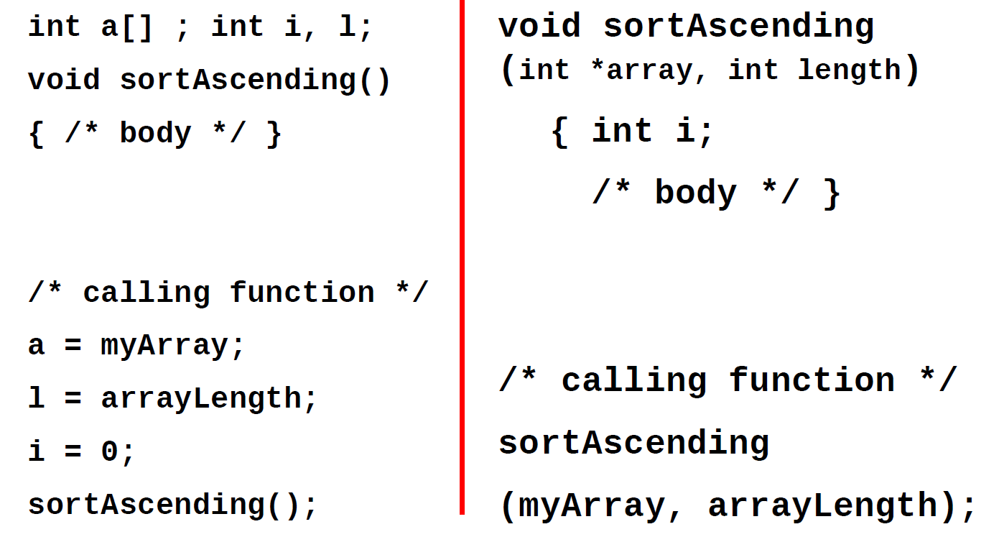 int a[] ; int i, l;
void sortAscending()
{ /* body */ }
/* calling function */
a = myArray;
l = arrayLength;
i = 0;
sortAscending();
void sortAscending
(int *array, int length)
{ int i;
/* body */ }
/* calling function */
sortAscending
(myArray, arrayLength);